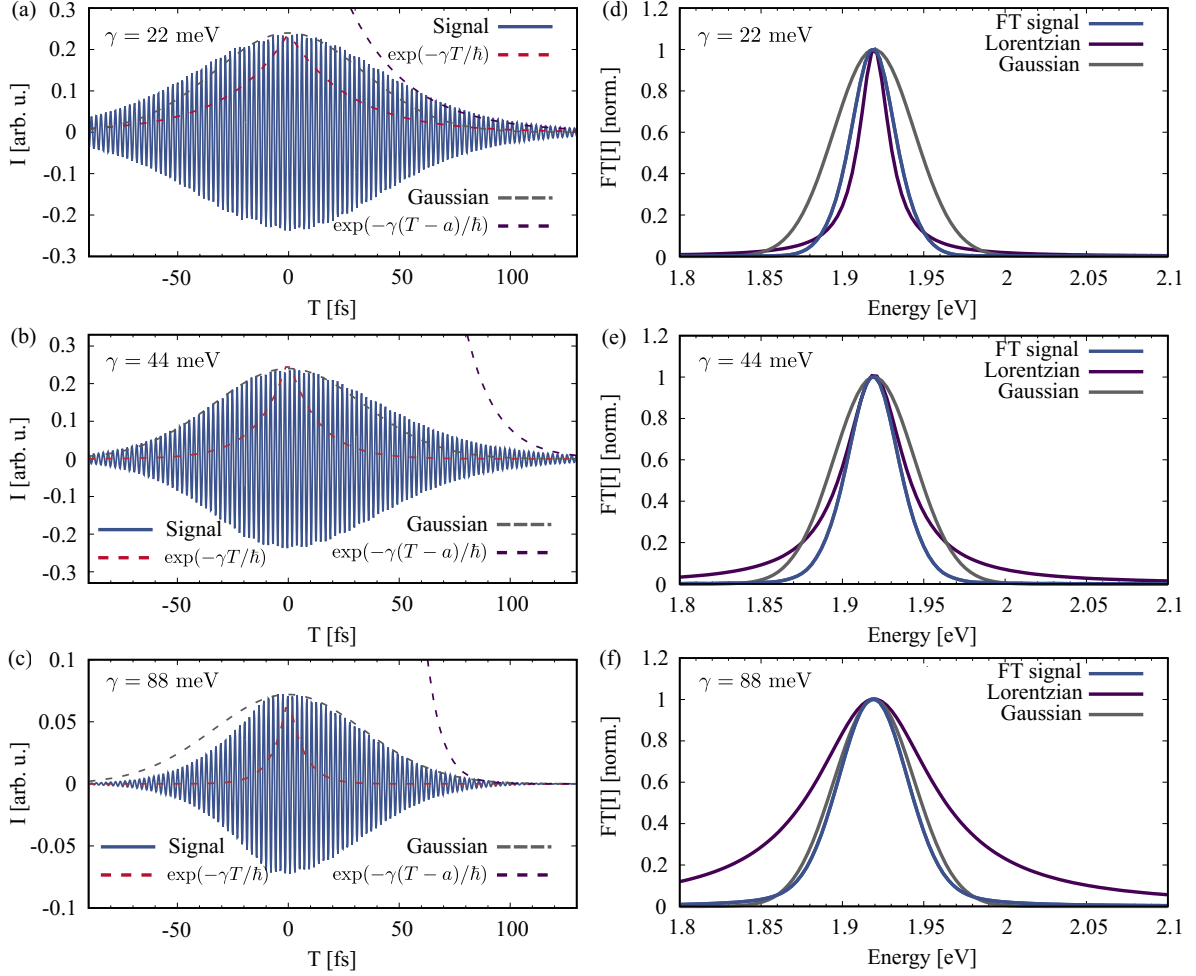 (a)
γ = 22 meV
Signal
exp(−γT/ħ)
Gaussian
exp(−γ(T − a)/ħ)
I [arb. u.]
0.3
0.2
0.1
0
-0.1
-0.2
-0.3
-50
0
50
100
T [fs]
(d)
γ = 22 meV
FT signal
Lorentzian
Gaussian
FT[I] [norm.]
1.2
1
0.8
0.6
0.4
0.2
0
1.8
1.85
1.9
1.95
2
2.05
2.1
Energy [eV]
(b)
γ = 44 meV
Signal
exp(−γT/ħ)
Gaussian
exp(−γ(T − a)/ħ)
I [arb. u.]
0.3
0.2
0.1
0
-0.1
-0.2
-0.3
-50
0
50
100
T [fs]
(e)
γ = 44 meV
FT signal
Lorentzian
Gaussian
FT[I] [norm.]
1.2
1
0.8
0.6
0.4
0.2
0
1.8
1.85
1.9
1.95
2
2.05
2.1
Energy [eV]
(c)
γ = 88 meV
Signal
exp(−γT/ħ)
Gaussian
exp(−γ(T − a)/ħ)
I [arb. u.]
0.1
0.05
0
-0.05
-0.1
-50
0
50
100
T [fs]
(f)
γ = 88 meV
FT signal
Lorentzian
Gaussian
FT[I] [norm.]
1.2
1
0.8
0.6
0.4
0.2
0
1.8
1.85
1.9
1.95
2
2.05
2.1
Energy [eV]